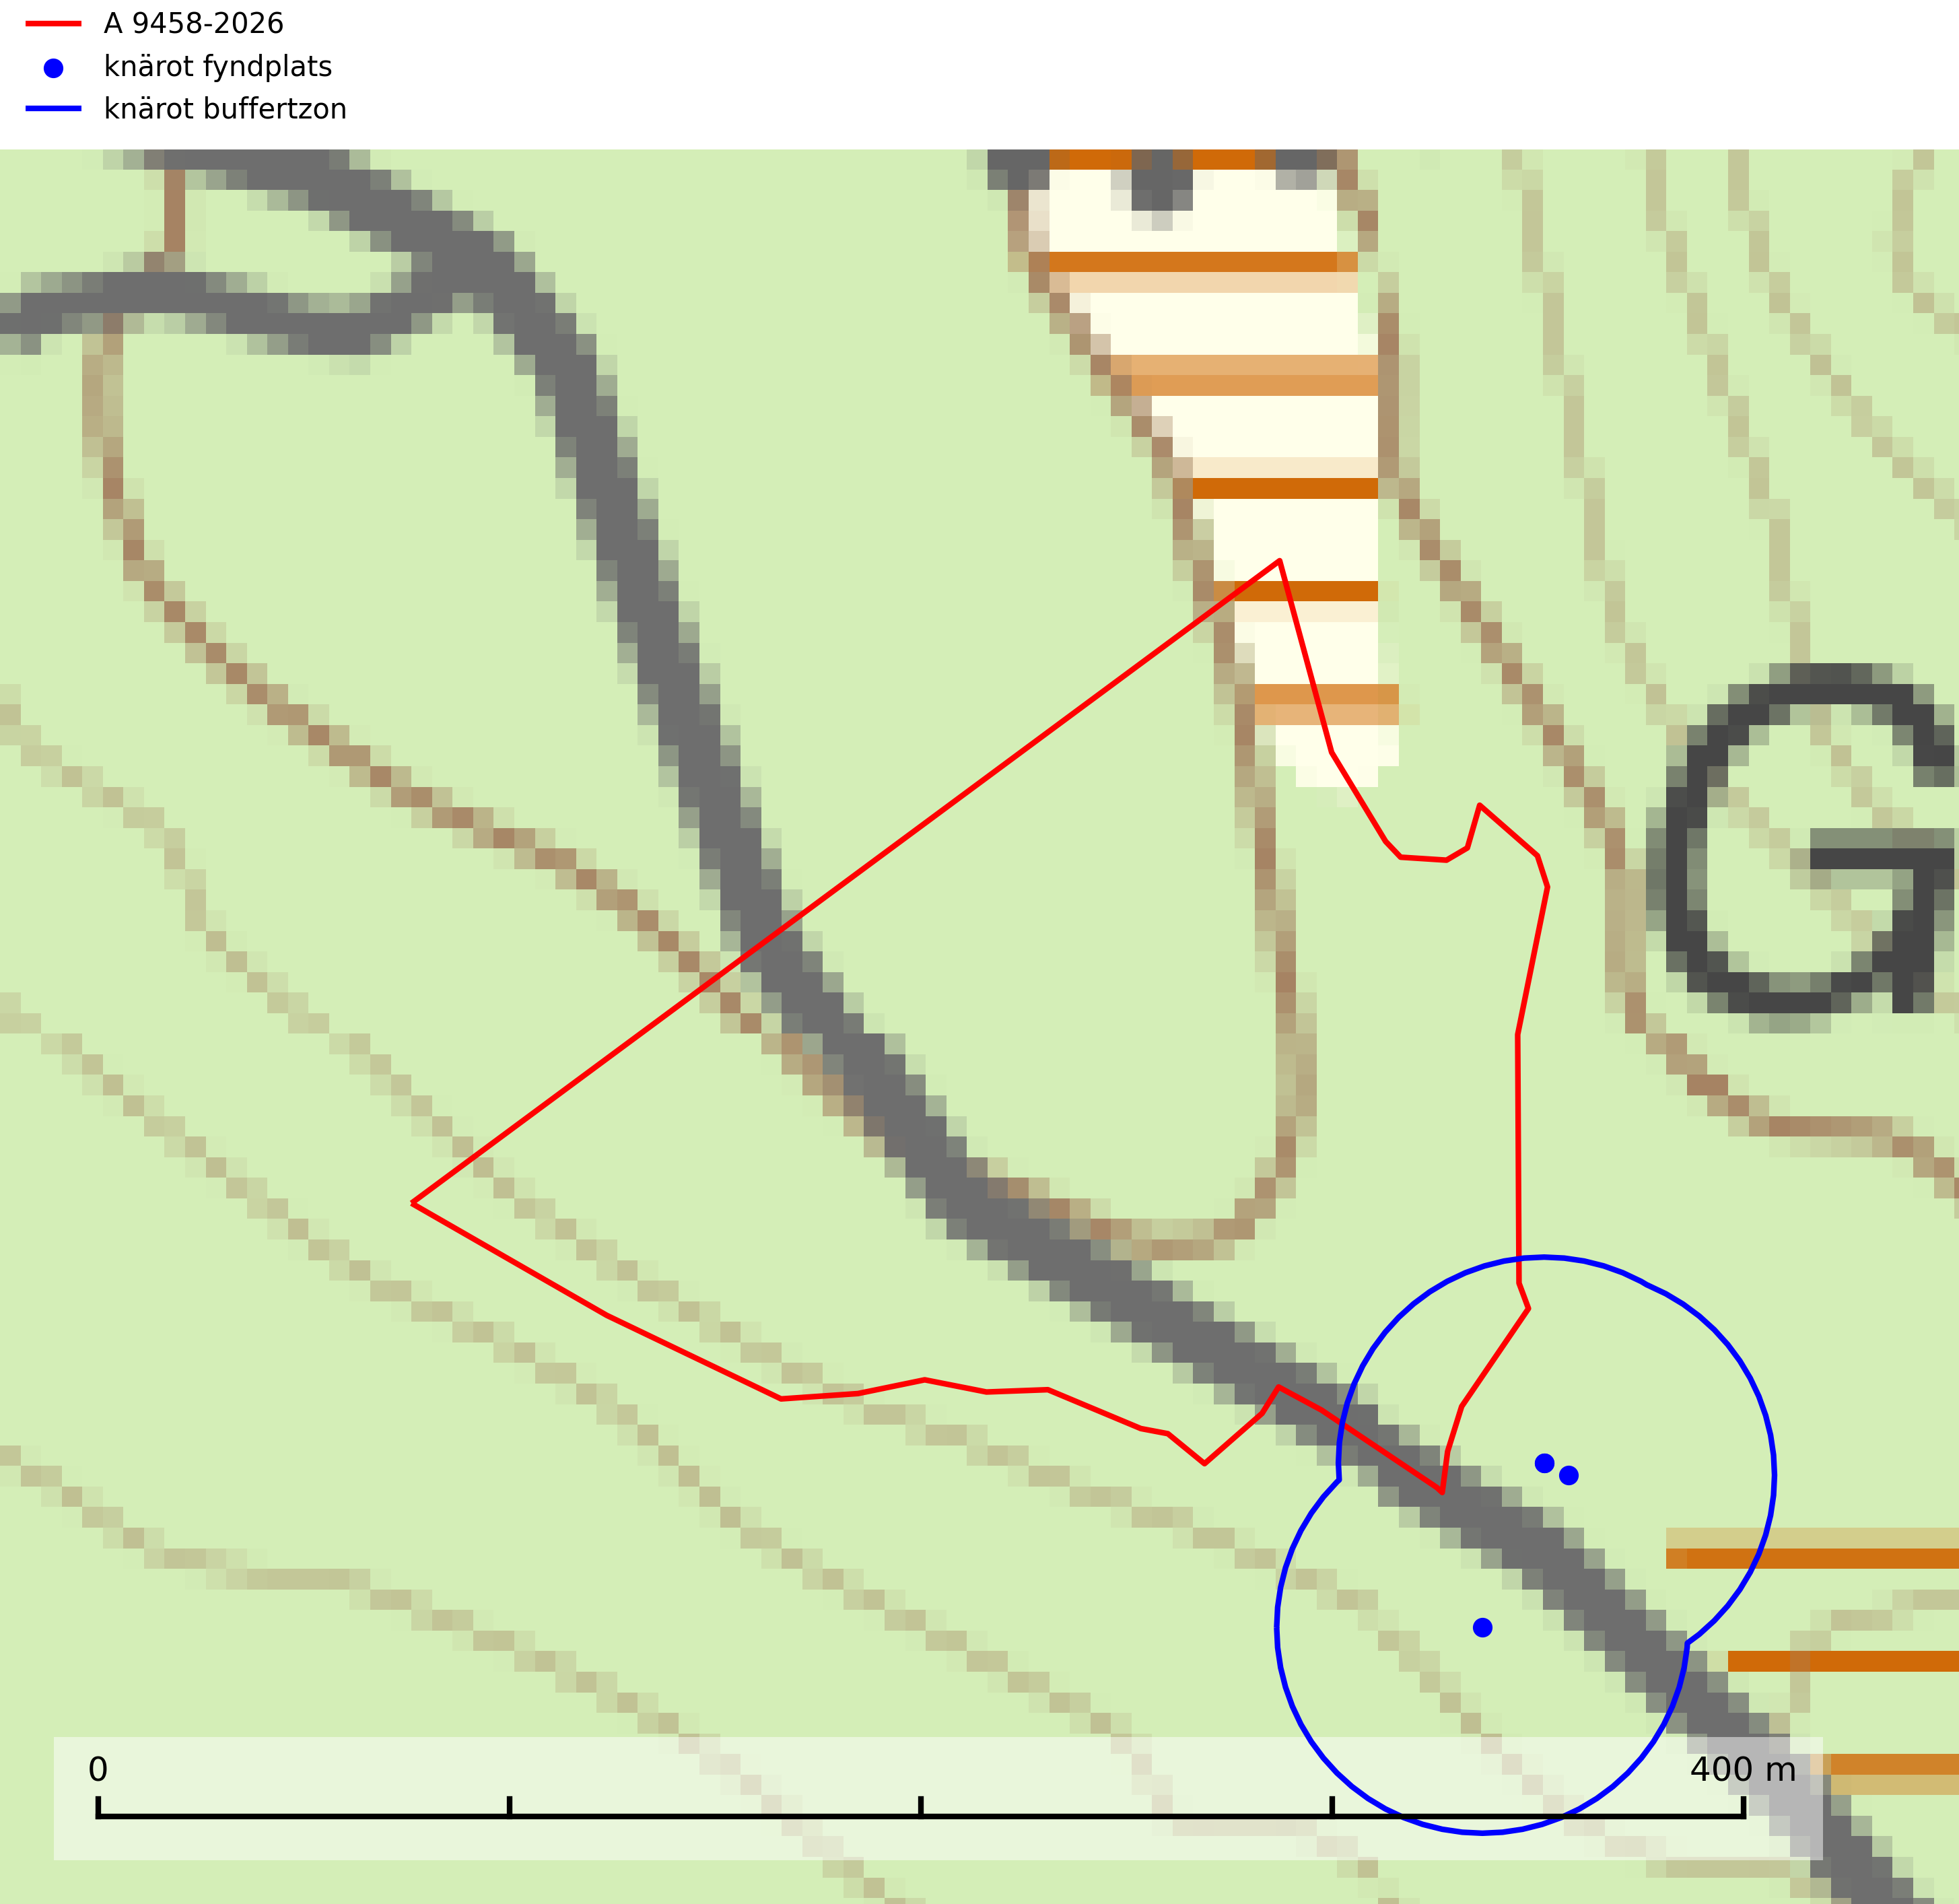 A 9458-2026
knärot fyndplats
knärot buffertzon
G
0 400 m